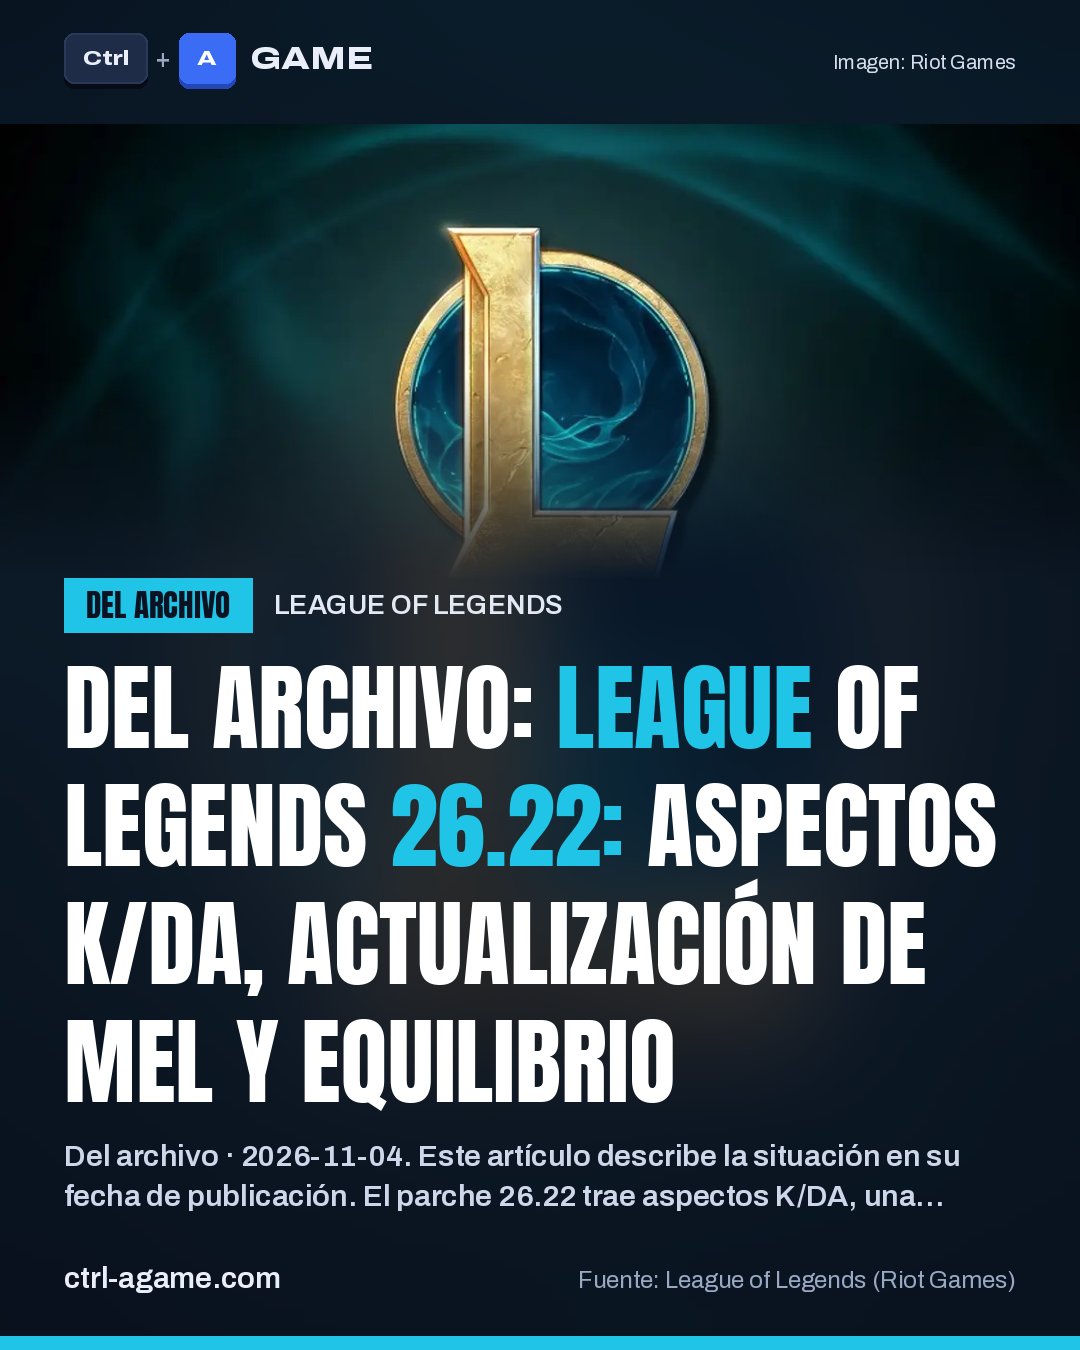 Ctrl + A GAME
Imagen: Riot Games
DEL ARCHIVO
LEAGUE OF LEGENDS
DEL ARCHIVO: LEAGUE OF
LEGENDS 26.22: ASPECTOS
K/DA, ACTUALIZACIÓN DE
MEL Y EQUILIBRIO
Del archivo · 2026-11-04. Este artículo describe la situación en su
fecha de publicación. El parche 26.22 trae aspectos K/DA, una...
ctrl-agame.com
Fuente: League of Legends (Riot Games)